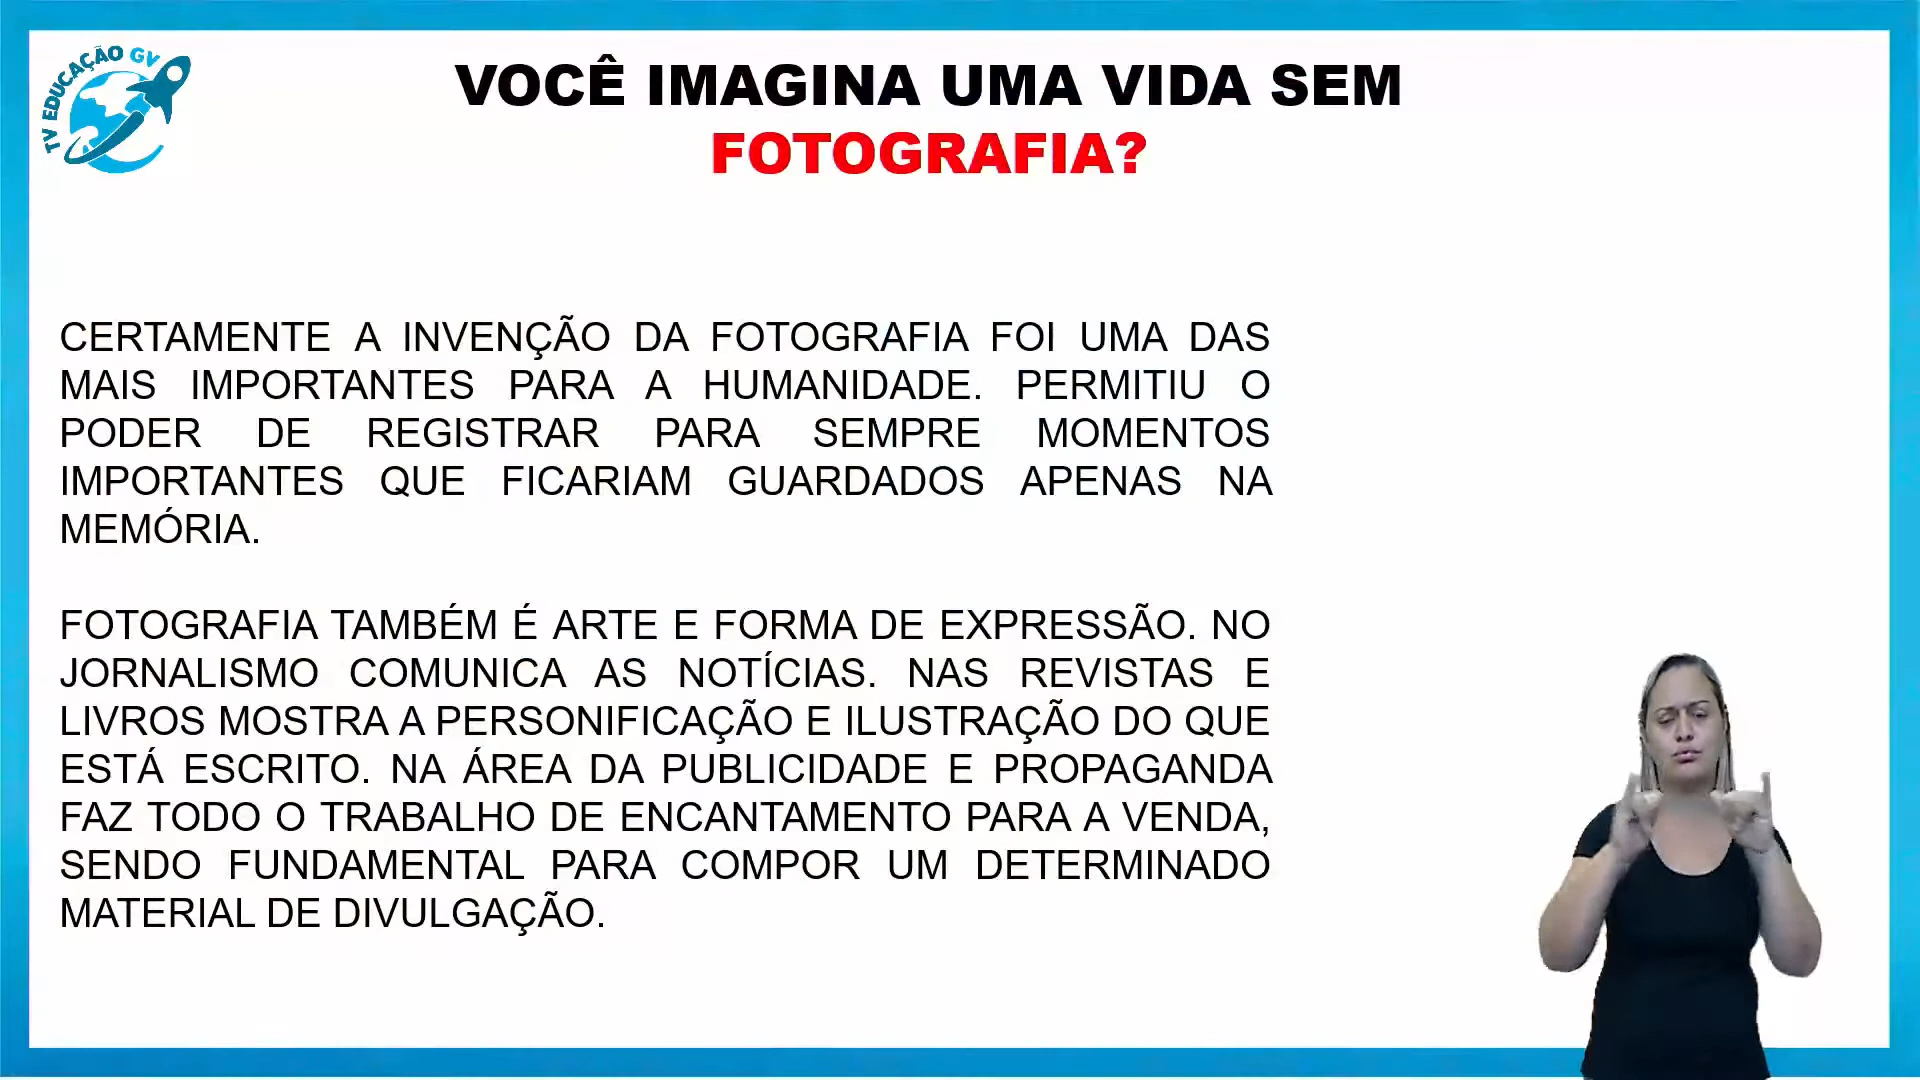 TV EDUCAÇÃO GV
VOCÊ IMAGINA UMA VIDA SEM
FOTOGRAFIA?
CERTAMENTE A INVENÇÃO DA FOTOGRAFIA FOI UMA DAS
MAIS IMPORTANTES PARA A HUMANIDADE. PERMITIU O
PODER DE REGISTRAR PARA SEMPRE MOMENTOS
IMPORTANTES QUE FICARIAM GUARDADOS APENAS NA
MEMÓRIA.
FOTOGRAFIA TAMBÉM É ARTE E FORMA DE EXPRESSÃO. NO
JORNALISMO COMUNICA AS NOTÍCIAS. NAS REVISTAS E
LIVROS MOSTRA A PERSONIFICAÇÃO E ILUSTRAÇÃO DO QUE
ESTÁ ESCRITO. NA ÁREA DA PUBLICIDADE E PROPAGANDA
FAZ TODO O TRABALHO DE ENCANTAMENTO PARA A VENDA,
SENDO FUNDAMENTAL PARA COMPOR UM DETERMINADO
MATERIAL DE DIVULGAÇÃO.